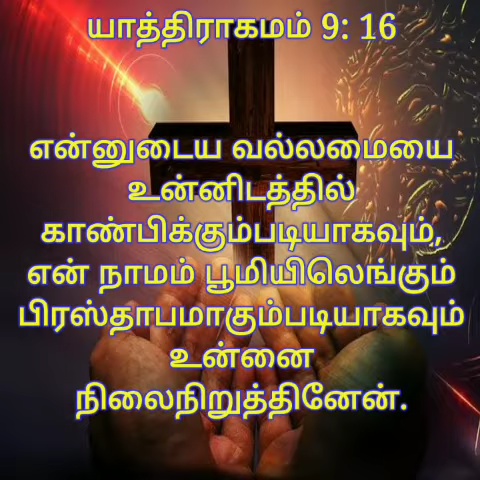 யாத்திராகமம் 9: 16
என்னுடைய வல்லமையை
உன்னிடத்தில்
காண்பிக்கும்படியாகவும்,
என் நாமம் பூமியிலெங்கும்
பிரஸ்தாபமாகும்படியாகவும்
உன்னை
நிலைநிறுத்தினேன்.